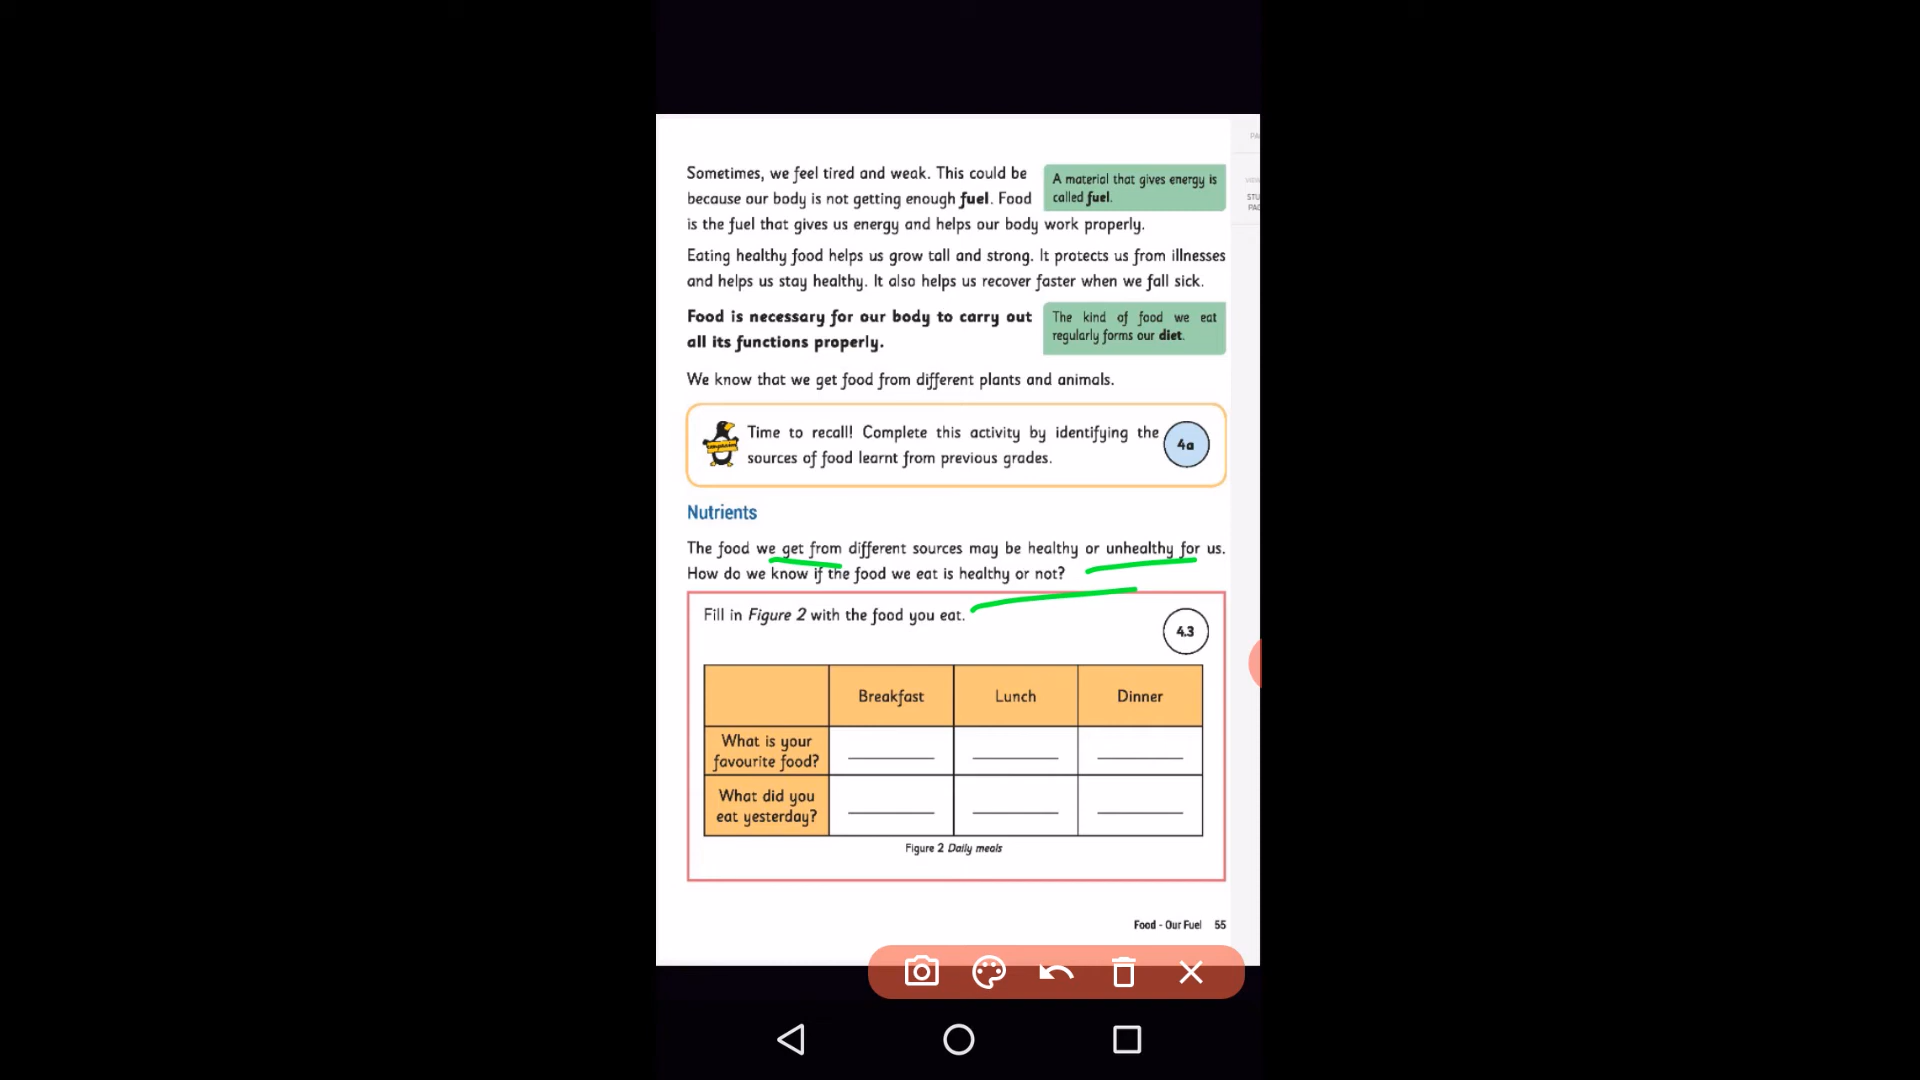 Sometimes, we feel tired and weak. This could be
because our body is not getting enough fuel. Food
is the fuel that gives us energy and helps our body work properly.
A material that gives energy is
called fuel.
Eating healthy food helps us grow tall and strong. It protects us from illnesses
and helps us stay healthy. It also helps us recover faster when we fall sick.
Food is necessary for our body to carry out
all its functions properly.
The kind of food we eat
regularly forms our diet.
We know that we get food from different plants and animals.
Time to recall! Complete this activity by identifying the
sources of food learnt from previous grades.
4a
Nutrients
The food we get from different sources may be healthy or unhealthy for us.
How do we know if the food we eat is healthy or not?
Fill in Figure 2 with the food you eat.
4.3
Breakfast Lunch Dinner
What is your
favourite food?
What did you
eat yesterday?
Figure 2 Daily meals
Food - Our Fuel 55